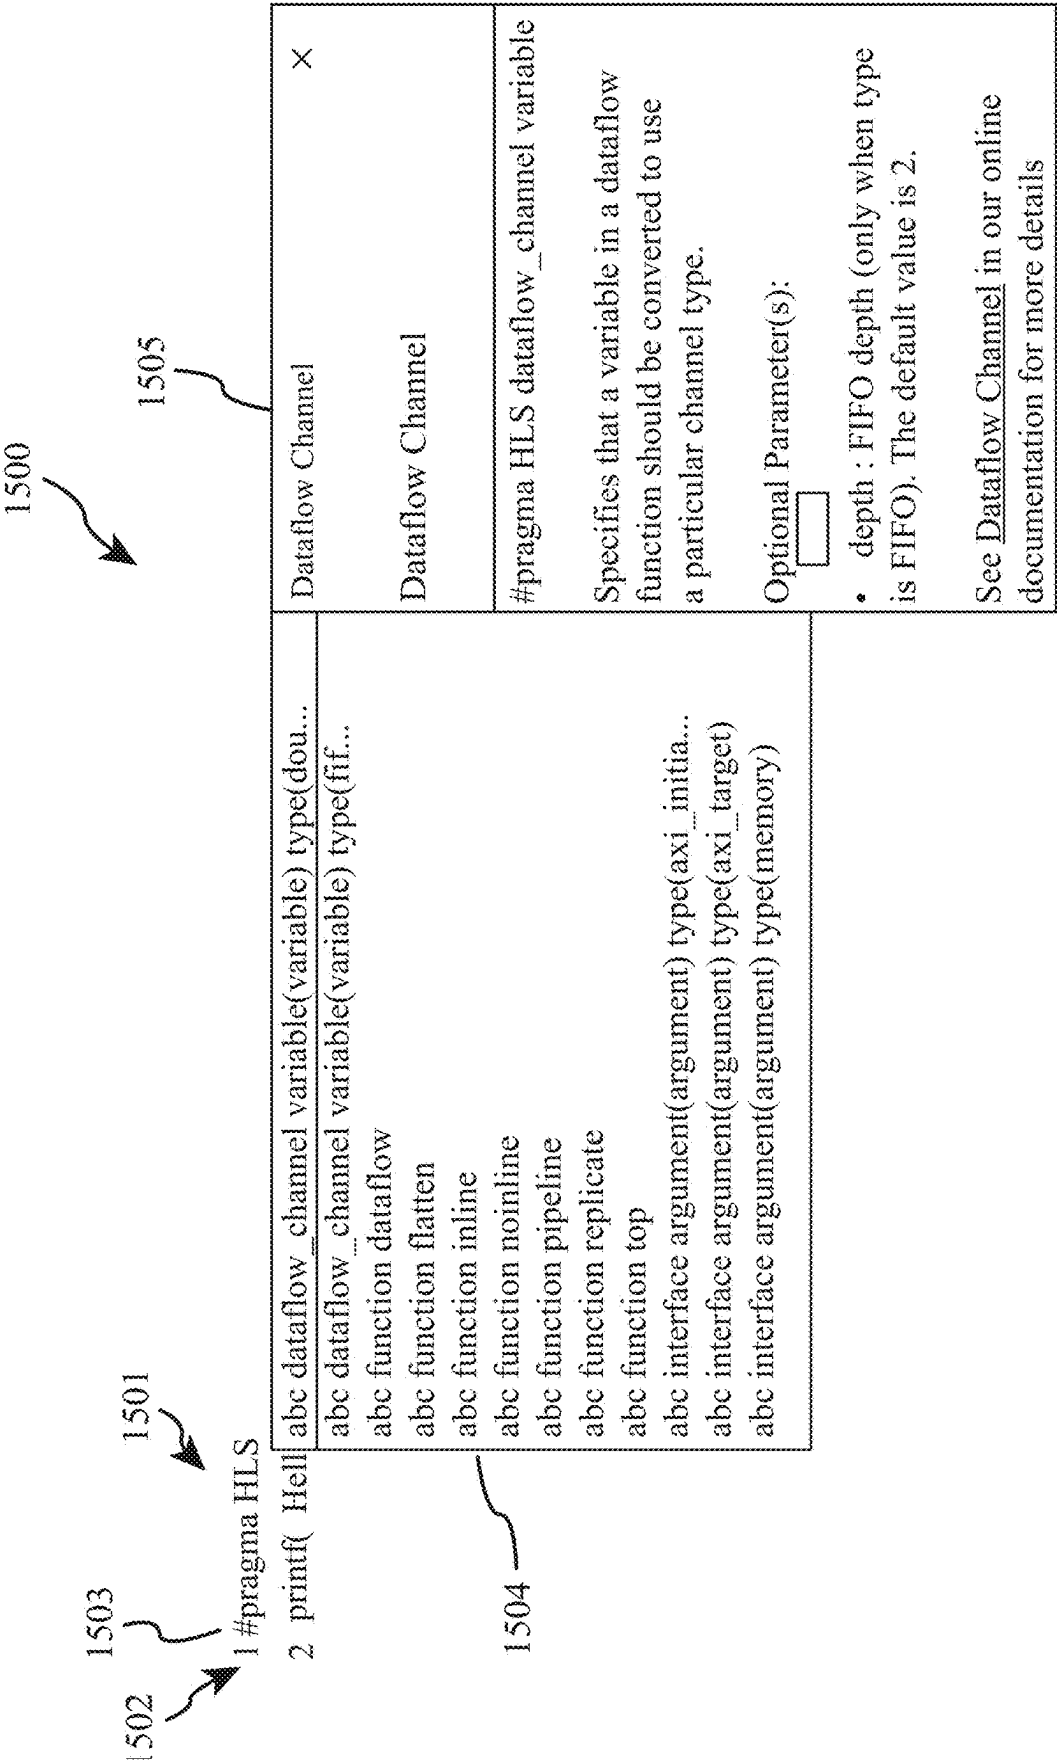 1500
1501
1502
1503
1#pragma HLS
2 printf( Hell
1504
abc dataflow_channel variable(variable) type(dou...
abc dataflow_channel variable(variable) type(fif...
abc function dataflow
abc function flatten
abc function inline
abc function noinline
abc function pipeline
abc function replicate
abc function top
abc interface argument(argument) type(axi_initia...
abc interface argument(argument) type(axi_target)
abc interface argument(argument) type(memory)
1505
Dataflow Channel ×
Dataflow Channel
#pragma HLS dataflow_channel variable
Specifies that a variable in a dataflow
function should be converted to use
a particular channel type.
Optional Parameter(s):
• depth : FIFO depth (only when type
is FIFO). The default value is 2.
See Dataflow Channel in our online
documentation for more details